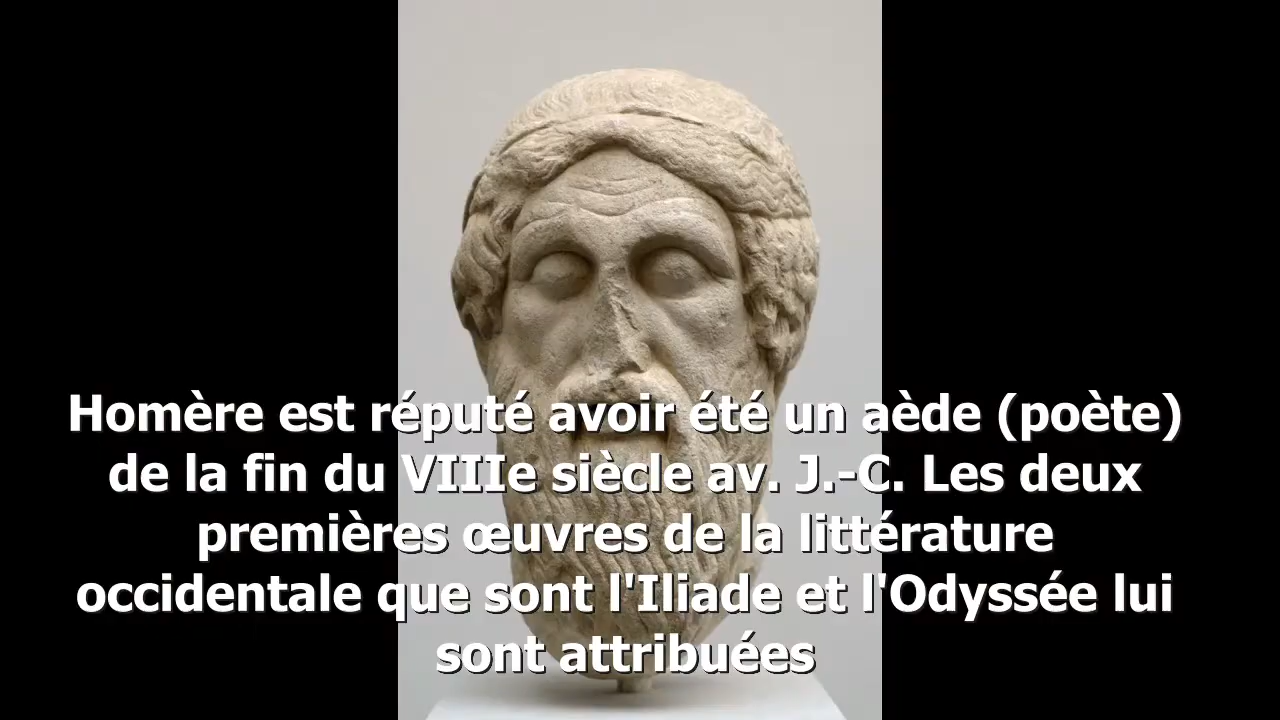 Homère est réputé avoir été un aède (poète)
de la fin du VIIIe siècle av. J.-C. Les deux
premières œuvres de la littérature
occidentale que sont l'Iliade et l'Odyssée lui
sont attribuées